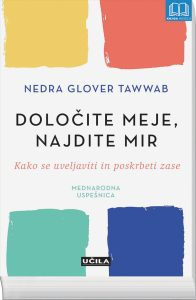 NEDRA GLOVER TAWWAB
DOLOČITE MEJE,
NAJDITE MIR
Kako se uveljaviti in poskrbeti zase
MEDNARODNA
USPEŠNICA
UČILA